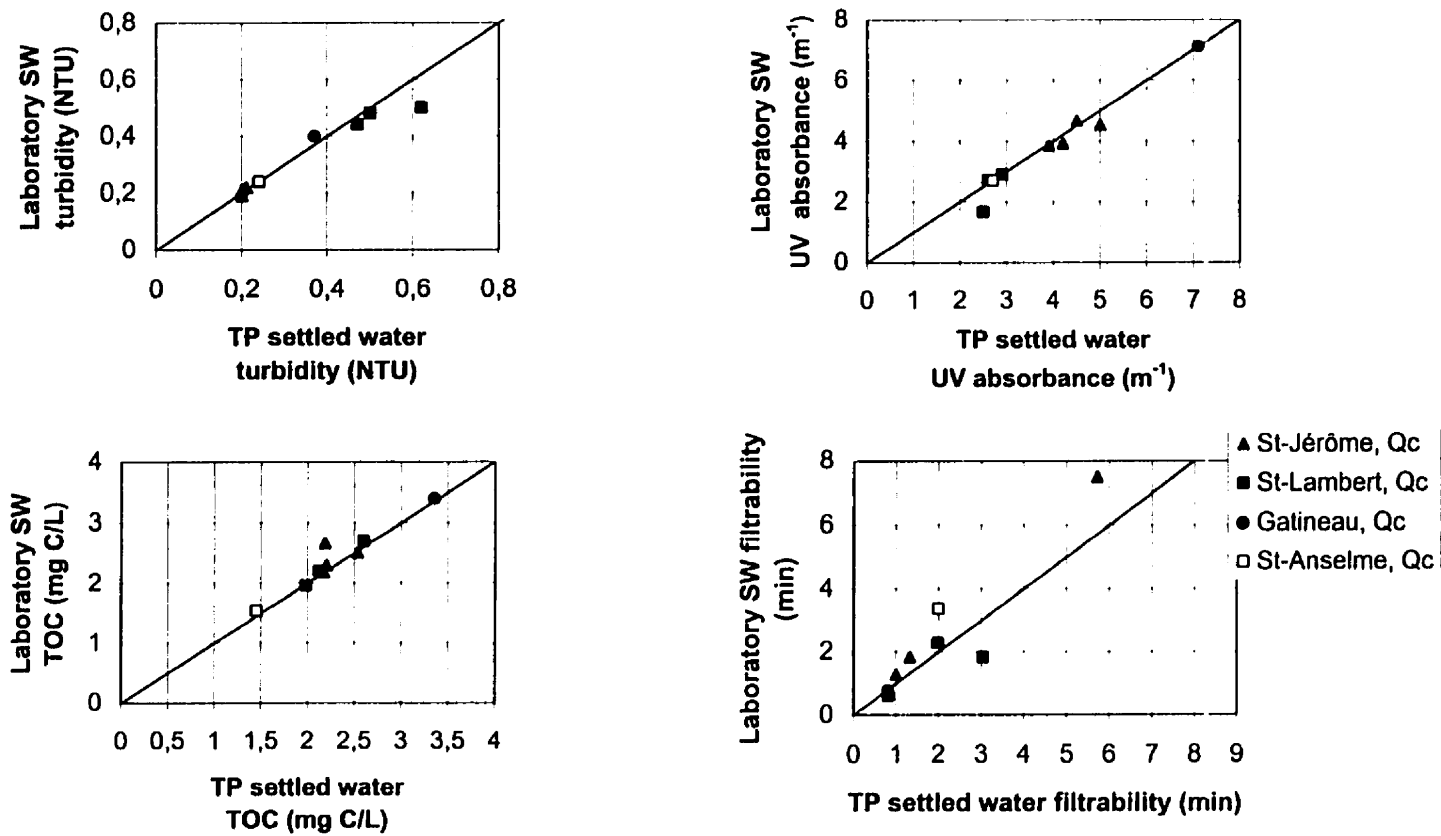 0,8
0,6
0,4
0,2
0
Laboratory SW
turbidity (NTU)
0 0,2 0,4 0,6 0,8
TP settled water
turbidity (NTU)
8
6
4
2
0
Laboratory SW
UV absorbance (m-1)
0 1 2 3 4 5 6 7 8
TP settled water
UV absorbance (m-1)
4
3
2
1
0
Laboratory SW
TOC (mg C/L)
0 0,5 1 1,5 2 2,5 3 3,5 4
TP settled water
TOC (mg C/L)
8
6
4
2
0
Laboratory SW filtrability
(min)
0 1 2 3 4 5 6 7 8 9
TP settled water filtrability (min)
St-Jérôme, Qc
St-Lambert, Qc
Gatineau, Qc
St-Anselme, Qc